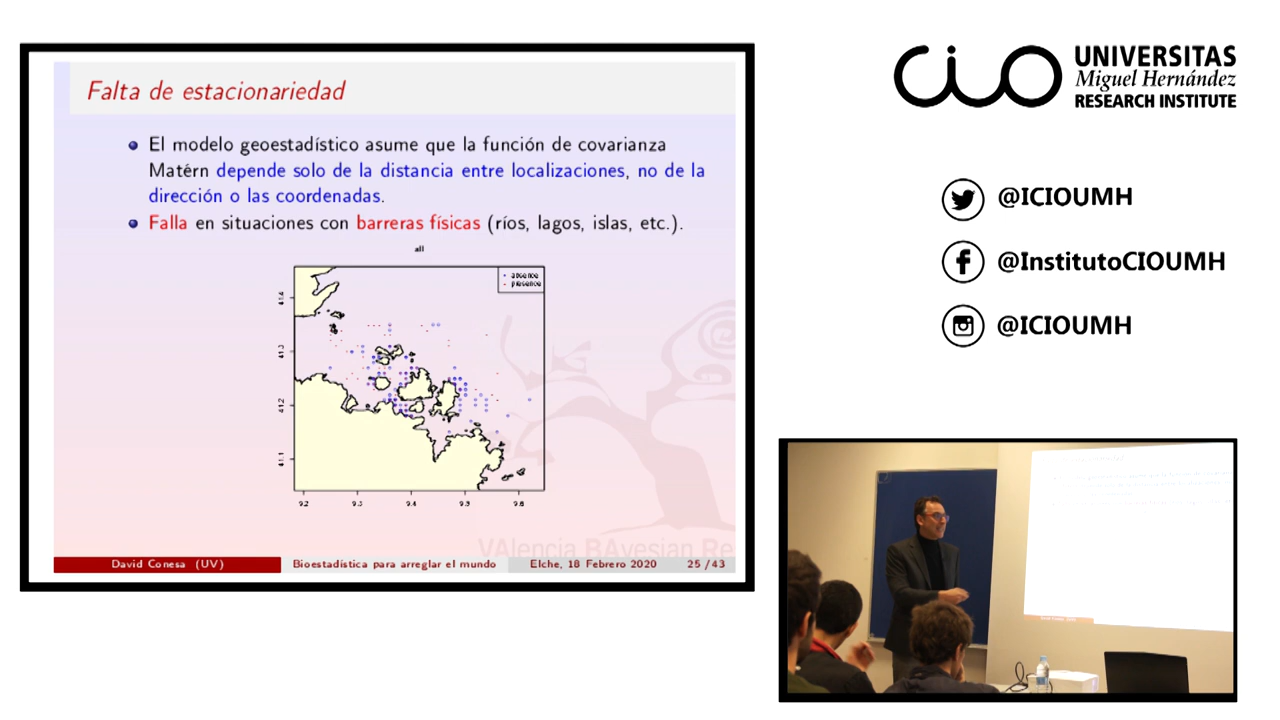 Falta de estacionariedad
El modelo geoestadístico asume que la función de covarianza
Matérn depende solo de la distancia entre localizaciones, no de la
dirección o las coordenadas.
Falla en situaciones con barreras físicas (ríos, lagos, islas, etc.).
all
absence
presence
41.4
41.3
41.2
41.1
9.2 9.3 9.4 9.5 9.6
VAlencia BAyesian Re
David Conesa (UV) Bioestadística para arreglar el mundo Elche, 18 Febrero 2020 25 / 43
cio
UNIVERSITAS
Miguel Hernández
RESEARCH INSTITUTE
@ICIOUMH
@InstitutoCIOUMH
@ICIOUMH